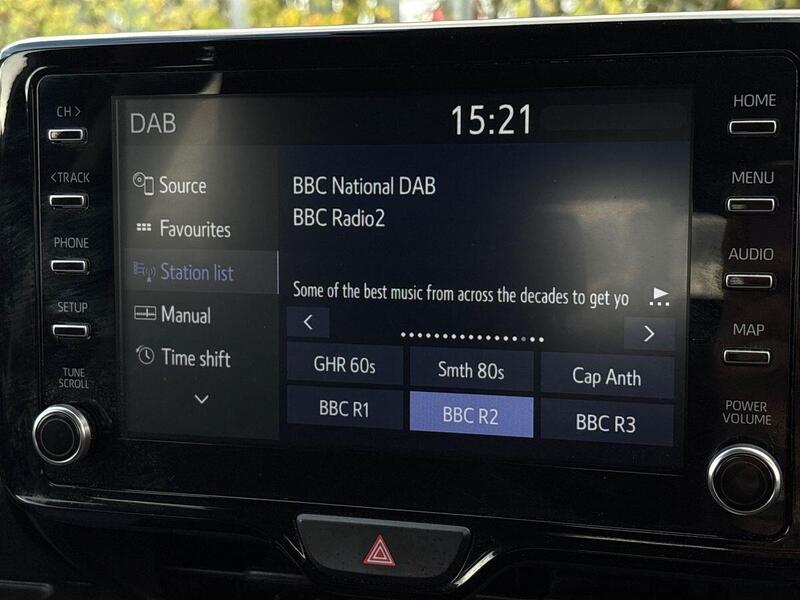 CH >
< TRACK
PHONE
SETUP
TUNE
SCROLL
DAB
15:21
Source
Favourites
Station list
Manual
Time shift
BBC National DAB
BBC Radio2
Some of the best music from across the decades to get yo
GHR 60s
Smth 80s
Cap Anth
BBC R1
BBC R2
BBC R3
HOME
MENU
AUDIO
MAP
POWER
VOLUME